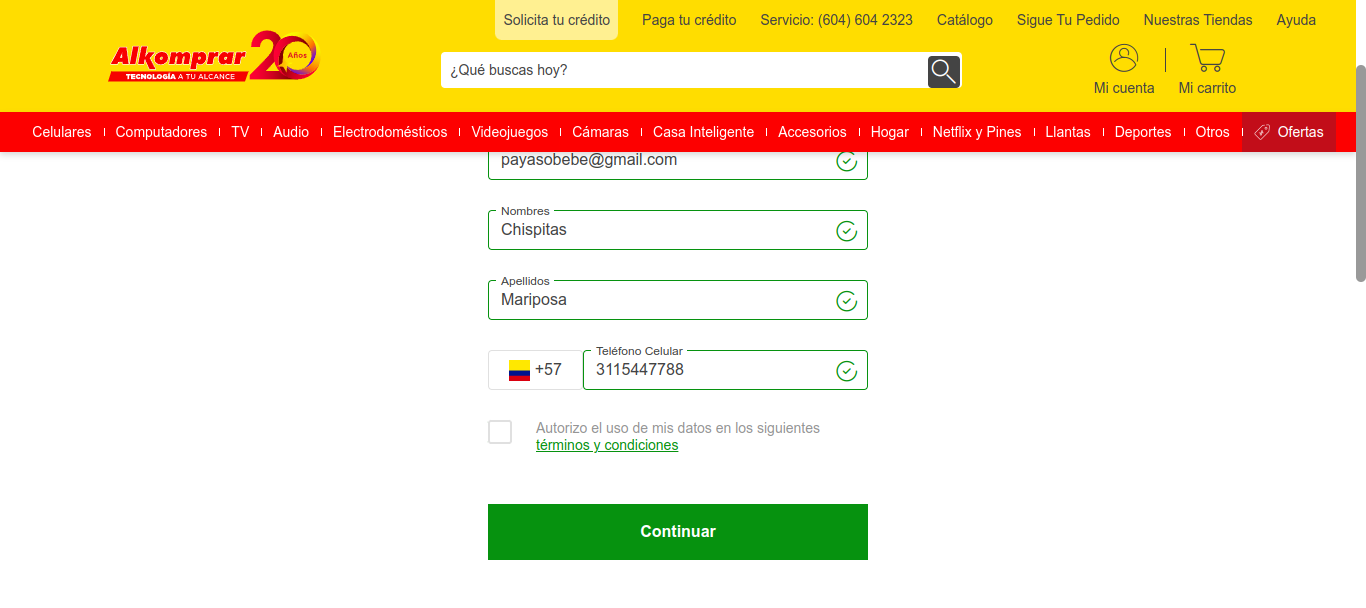 Solicita tu crédito
Paga tu crédito
Servicio: (604) 604 2323
Catálogo
Sigue Tu Pedido
Nuestras Tiendas
Ayuda
Alkomprar 20 Años
TECNOLOGÍA A TU ALCANCE
¿Qué buscas hoy?
Mi cuenta
Mi carrito
Celulares
Computadores
TV
Audio
Electrodomésticos
Videojuegos
Cámaras
Casa Inteligente
Accesorios
Hogar
Netflix y Pines
Llantas
Deportes
Otros
Ofertas
payasobebe@gmail.com
Nombres
Chispitas
Apellidos
Mariposa
Teléfono Celular
+57 3115447788
Autorizo el uso de mis datos en los siguientes
términos y condiciones
Continuar